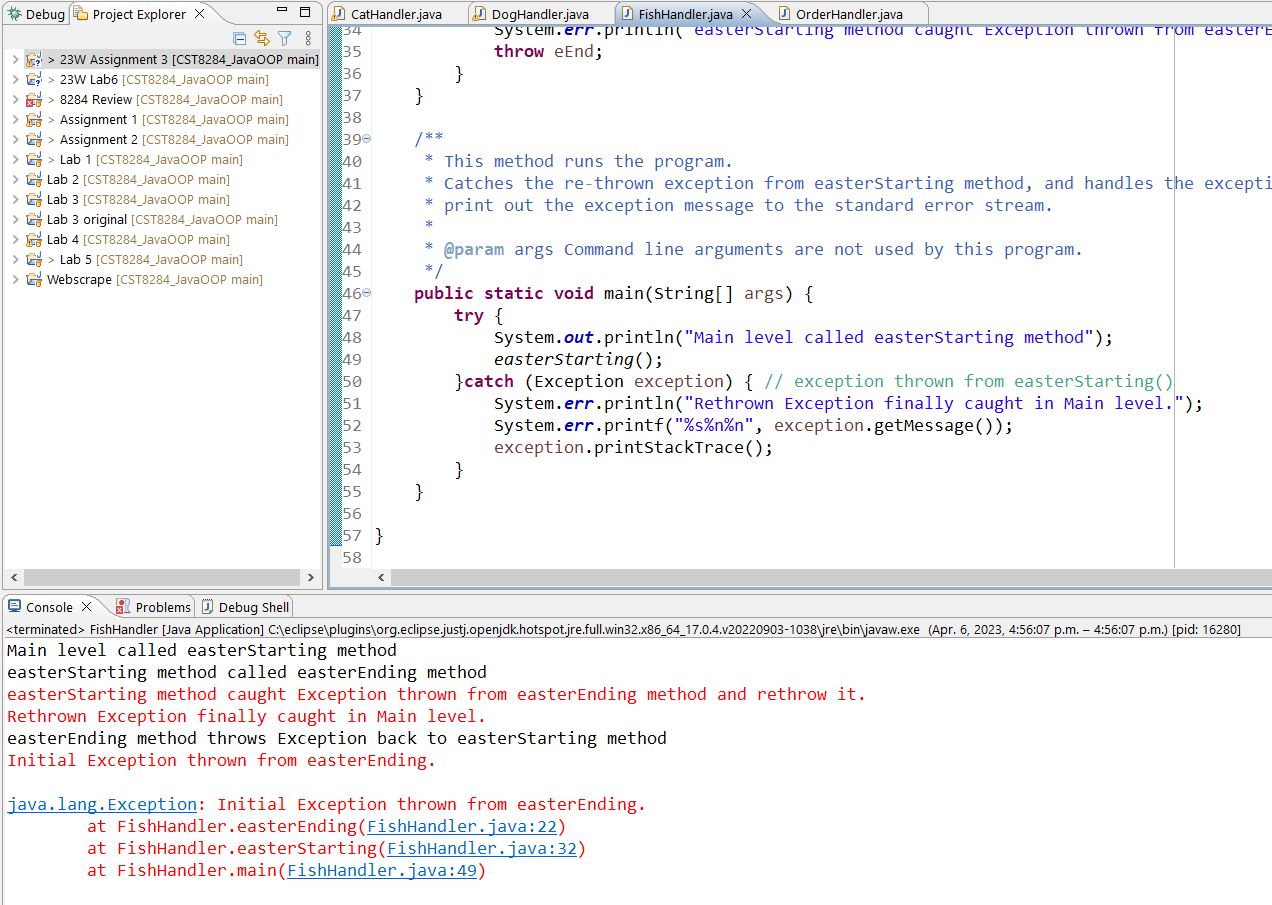 Debug Project Explorer
> 23W Assignment 3 [CST8284_JavaOOP main]
> 23W Lab6 [CST8284_JavaOOP main]
> 8284 Review [CST8284_JavaOOP main]
> Assignment 1 [CST8284_JavaOOP main]
> Assignment 2 [CST8284_JavaOOP main]
> Lab 1 [CST8284_JavaOOP main]
Lab 2 [CST8284_JavaOOP main]
Lab 3 [CST8284_JavaOOP main]
Lab 3 original [CST8284_JavaOOP main]
Lab 4 [CST8284_JavaOOP main]
> Lab 5 [CST8284_JavaOOP main]
Webscrape [CST8284_JavaOOP main]
CatHandler.java DogHandler.java FishHandler.java OrderHandler.java
34 System.err.println("easterStarting method caught Exception thrown from easterE
35 throw eEnd;
36 }
37 }
38
39 /**
40 * This method runs the program.
41 * Catches the re-thrown exception from easterStarting method, and handles the excepti
42 * print out the exception message to the standard error stream.
43 *
44 * @param args Command line arguments are not used by this program.
45 */
46 public static void main(String[] args) {
47 try {
48 System.out.println("Main level called easterStarting method");
49 easterStarting();
50 }catch (Exception exception) { // exception thrown from easterStarting()
51 System.err.println("Rethrown Exception finally caught in Main level.");
52 System.err.printf("%s%n%n", exception.getMessage());
53 exception.printStackTrace();
54 }
55 }
56
57 }
58
Console Problems Debug Shell
<terminated> FishHandler [Java Application] C:\eclipse\plugins\org.eclipse.justj.openjdk.hotspot.jre.full.win32.x86_64_17.0.4.v20220903-1038\jre\bin\javaw.exe (Apr. 6, 2023, 4:56:07 p.m. – 4:56:07 p.m.) [pid: 16280]
Main level called easterStarting method
easterStarting method called easterEnding method
easterStarting method caught Exception thrown from easterEnding method and rethrow it.
Rethrown Exception finally caught in Main level.
easterEnding method throws Exception back to easterStarting method
Initial Exception thrown from easterEnding.
java.lang.Exception: Initial Exception thrown from easterEnding.
at FishHandler.easterEnding(FishHandler.java:22)
at FishHandler.easterStarting(FishHandler.java:32)
at FishHandler.main(FishHandler.java:49)